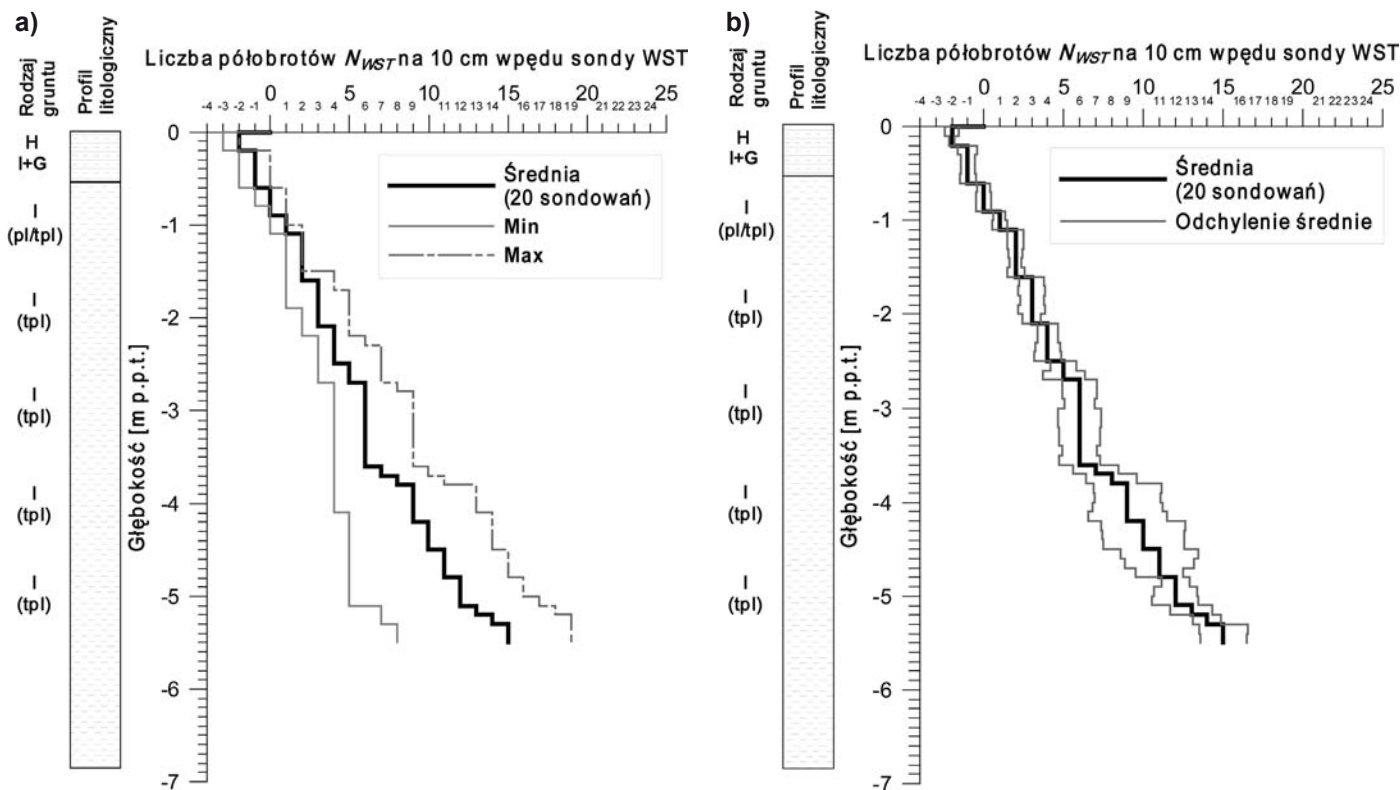 a)
Rodzaj gruntu
Profil litologiczny
Liczba półobrotów N_WST na 10 cm wpędu sondy WST
0 5 10 15 20 25
-4 -3 -2 -1 1 2 3 4 6 7 8 9 11 12 13 14 16 17 18 19 21 22 23 24
Głębokość [m p.p.t.]
0
-1
-2
-3
-4
-5
-6
-7
H
I+G
I
(pl/tpl)
I
(tpl)
I
(tpl)
I
(tpl)
I
(tpl)
Średnia
(20 sondowań)
Min
Max
b)
Rodzaj gruntu
Profil litologiczny
Liczba półobrotów N_WST na 10 cm wpędu sondy WST
0 5 10 15 20 25
-4 -3 -2 -1 1 2 3 4 6 7 8 9 11 12 13 14 16 17 18 19 21 22 23 24
Głębokość [m p.p.t.]
0
-1
-2
-3
-4
-5
-6
-7
H
I+G
I
(pl/tpl)
I
(tpl)
I
(tpl)
I
(tpl)
I
(tpl)
Średnia
(20 sondowań)
Odchylenie średnie